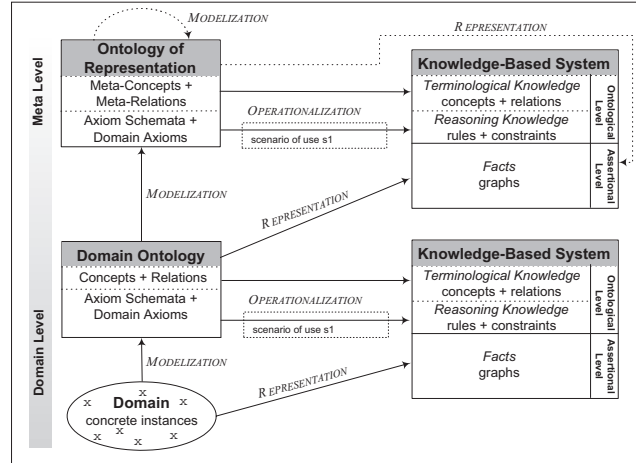 MODELIZATION
REPRESENTATION
Meta Level
Ontology of
Representation
Meta-Concepts +
Meta-Relations
Axiom Schemata +
Domain Axioms
OPERATIONALIZATION
scenario of use s1
Knowledge-Based System
Terminological Knowledge
concepts + relations
Reasoning Knowledge
rules + constraints
Facts
graphs
Ontological
Level
Assertional
Level
MODELIZATION
REPRESENTATION
Domain Level
Domain Ontology
Concepts + Relations
Axiom Schemata +
Domain Axioms
OPERATIONALIZATION
scenario of use s1
Knowledge-Based System
Terminological Knowledge
concepts + relations
Reasoning Knowledge
rules + constraints
Facts
graphs
Ontological
Level
Assertional
Level
MODELIZATION
REPRESENTATION
x
x Domain x
concrete instances
x x x x